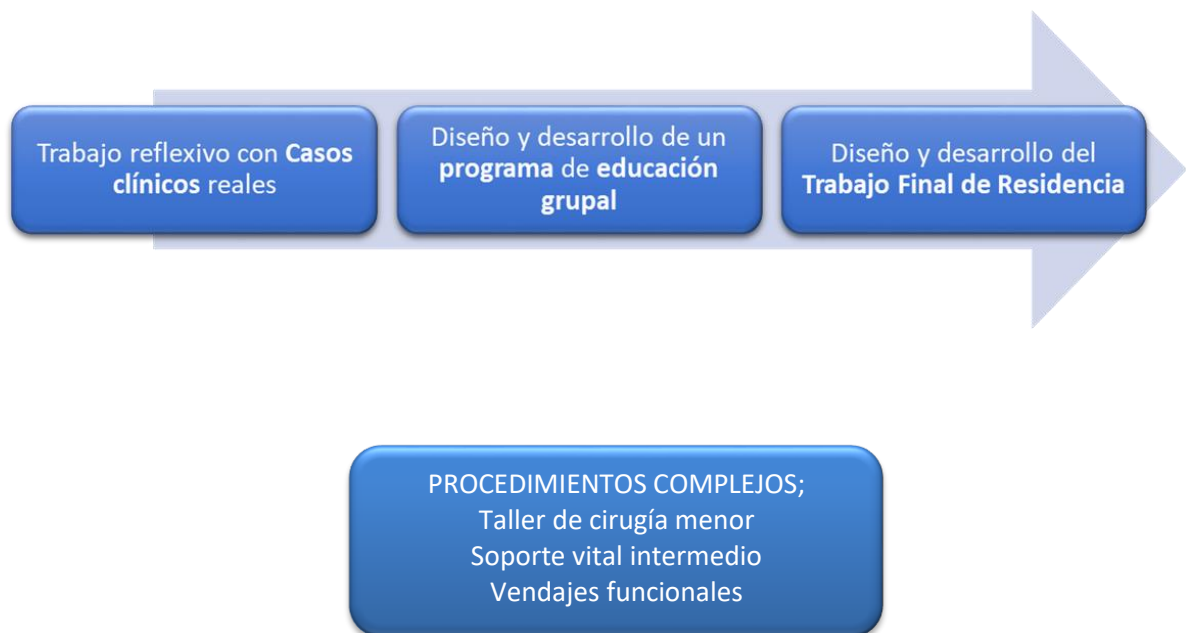 Trabajo reflexivo con Casos
clínicos reales
Diseño y desarrollo de un
programa de educación
grupal
Diseño y desarrollo del
Trabajo Final de Residencia
PROCEDIMIENTOS COMPLEJOS;
Taller de cirugía menor
Soporte vital intermedio
Vendajes funcionales